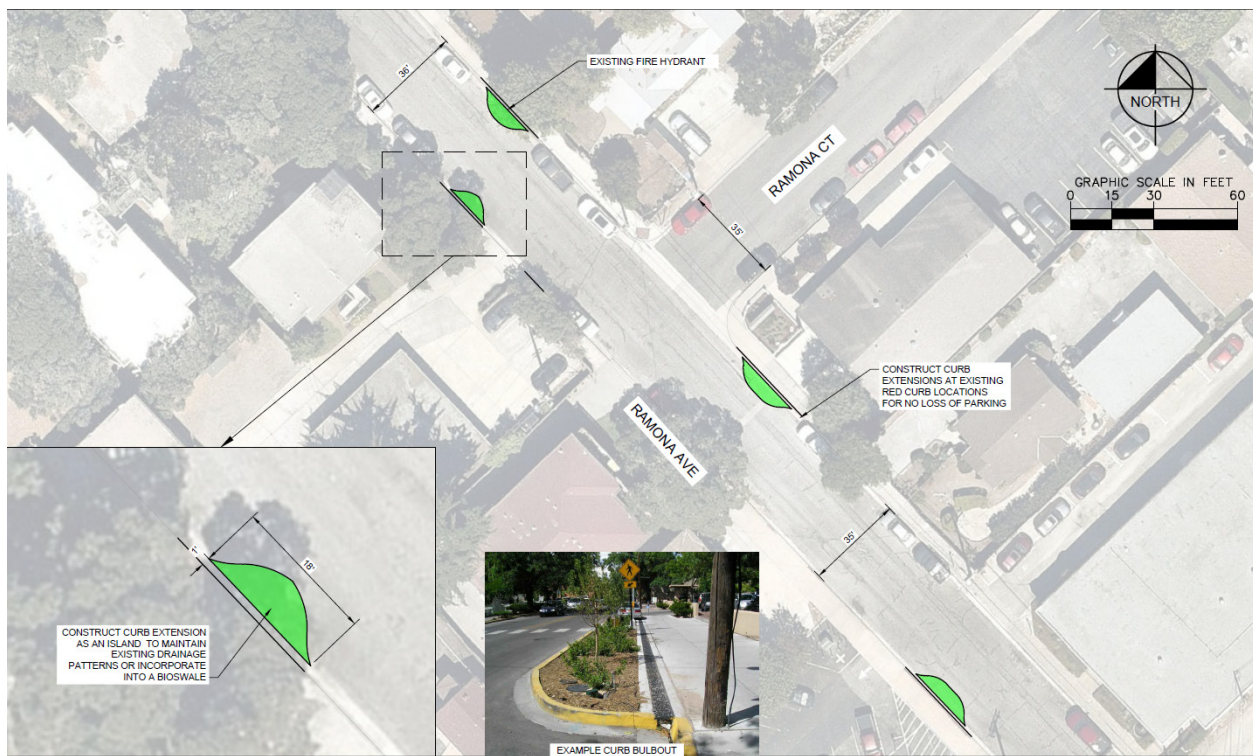 36'
EXISTING FIRE HYDRANT
NORTH
RAMONA CT
GRAPHIC SCALE IN FEET
0 15 30 60
35'
CONSTRUCT CURB
EXTENSIONS AT EXISTING
RED CURB LOCATIONS
FOR NO LOSS OF PARKING
RAMONA AVE
35'
1'
18'
CONSTRUCT CURB EXTENSION
AS AN ISLAND TO MAINTAIN
EXISTING DRAINAGE
PATTERNS OR INCORPORATE
INTO A BIOSWALE
EXAMPLE CURB BULBOUT